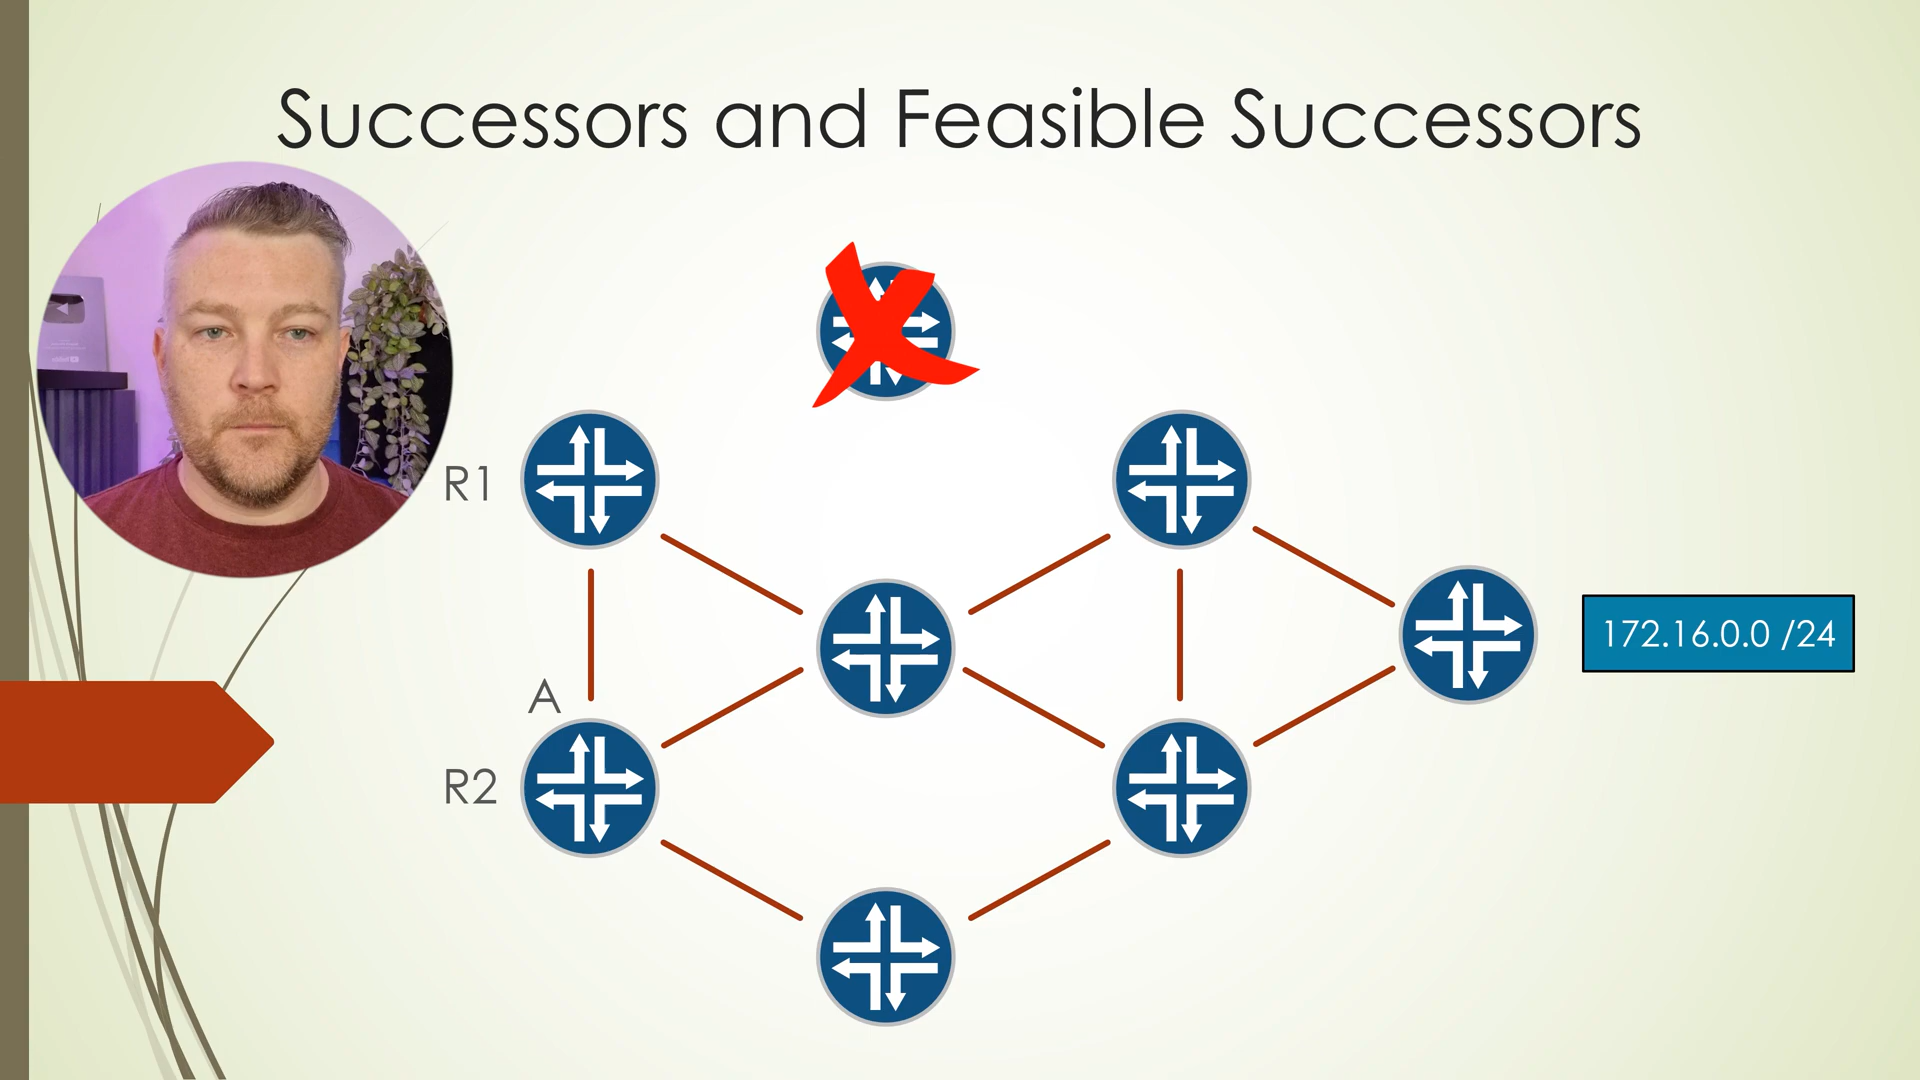 Successors and Feasible Successors
R1
A
R2
172.16.0.0 /24